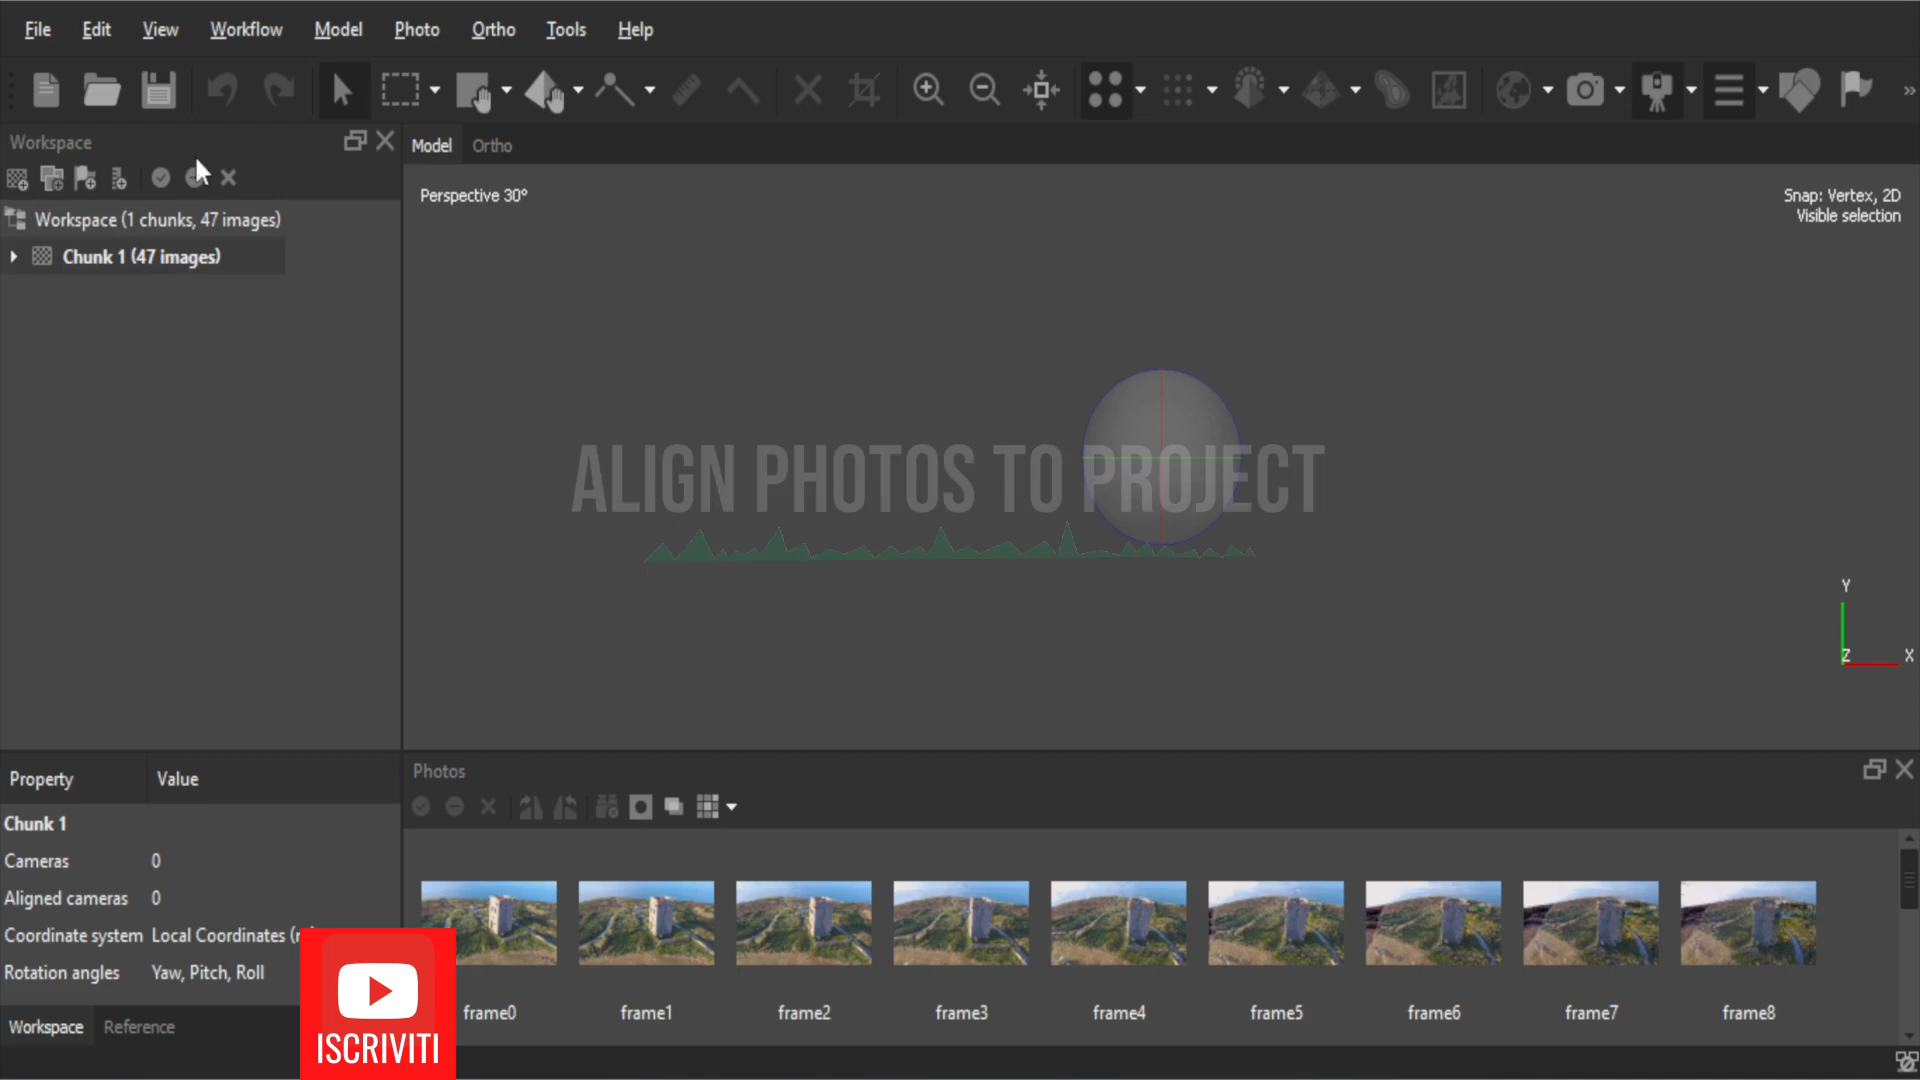 File Edit View Workflow Model Photo Ortho Tools Help
Workspace
Model Ortho
Perspective 30°
Snap: Vertex, 2D
Visible selection
Workspace (1 chunks, 47 images)
Chunk 1 (47 images)
ALIGN PHOTOS TO PROJECT
Y
Z X
Property Value
Chunk 1
Cameras 0
Aligned cameras 0
Coordinate system Local Coordinates
Rotation angles Yaw, Pitch, Roll
Workspace Reference
Photos
frame0 frame1 frame2 frame3 frame4 frame5 frame6 frame7 frame8
ISCRIVITI